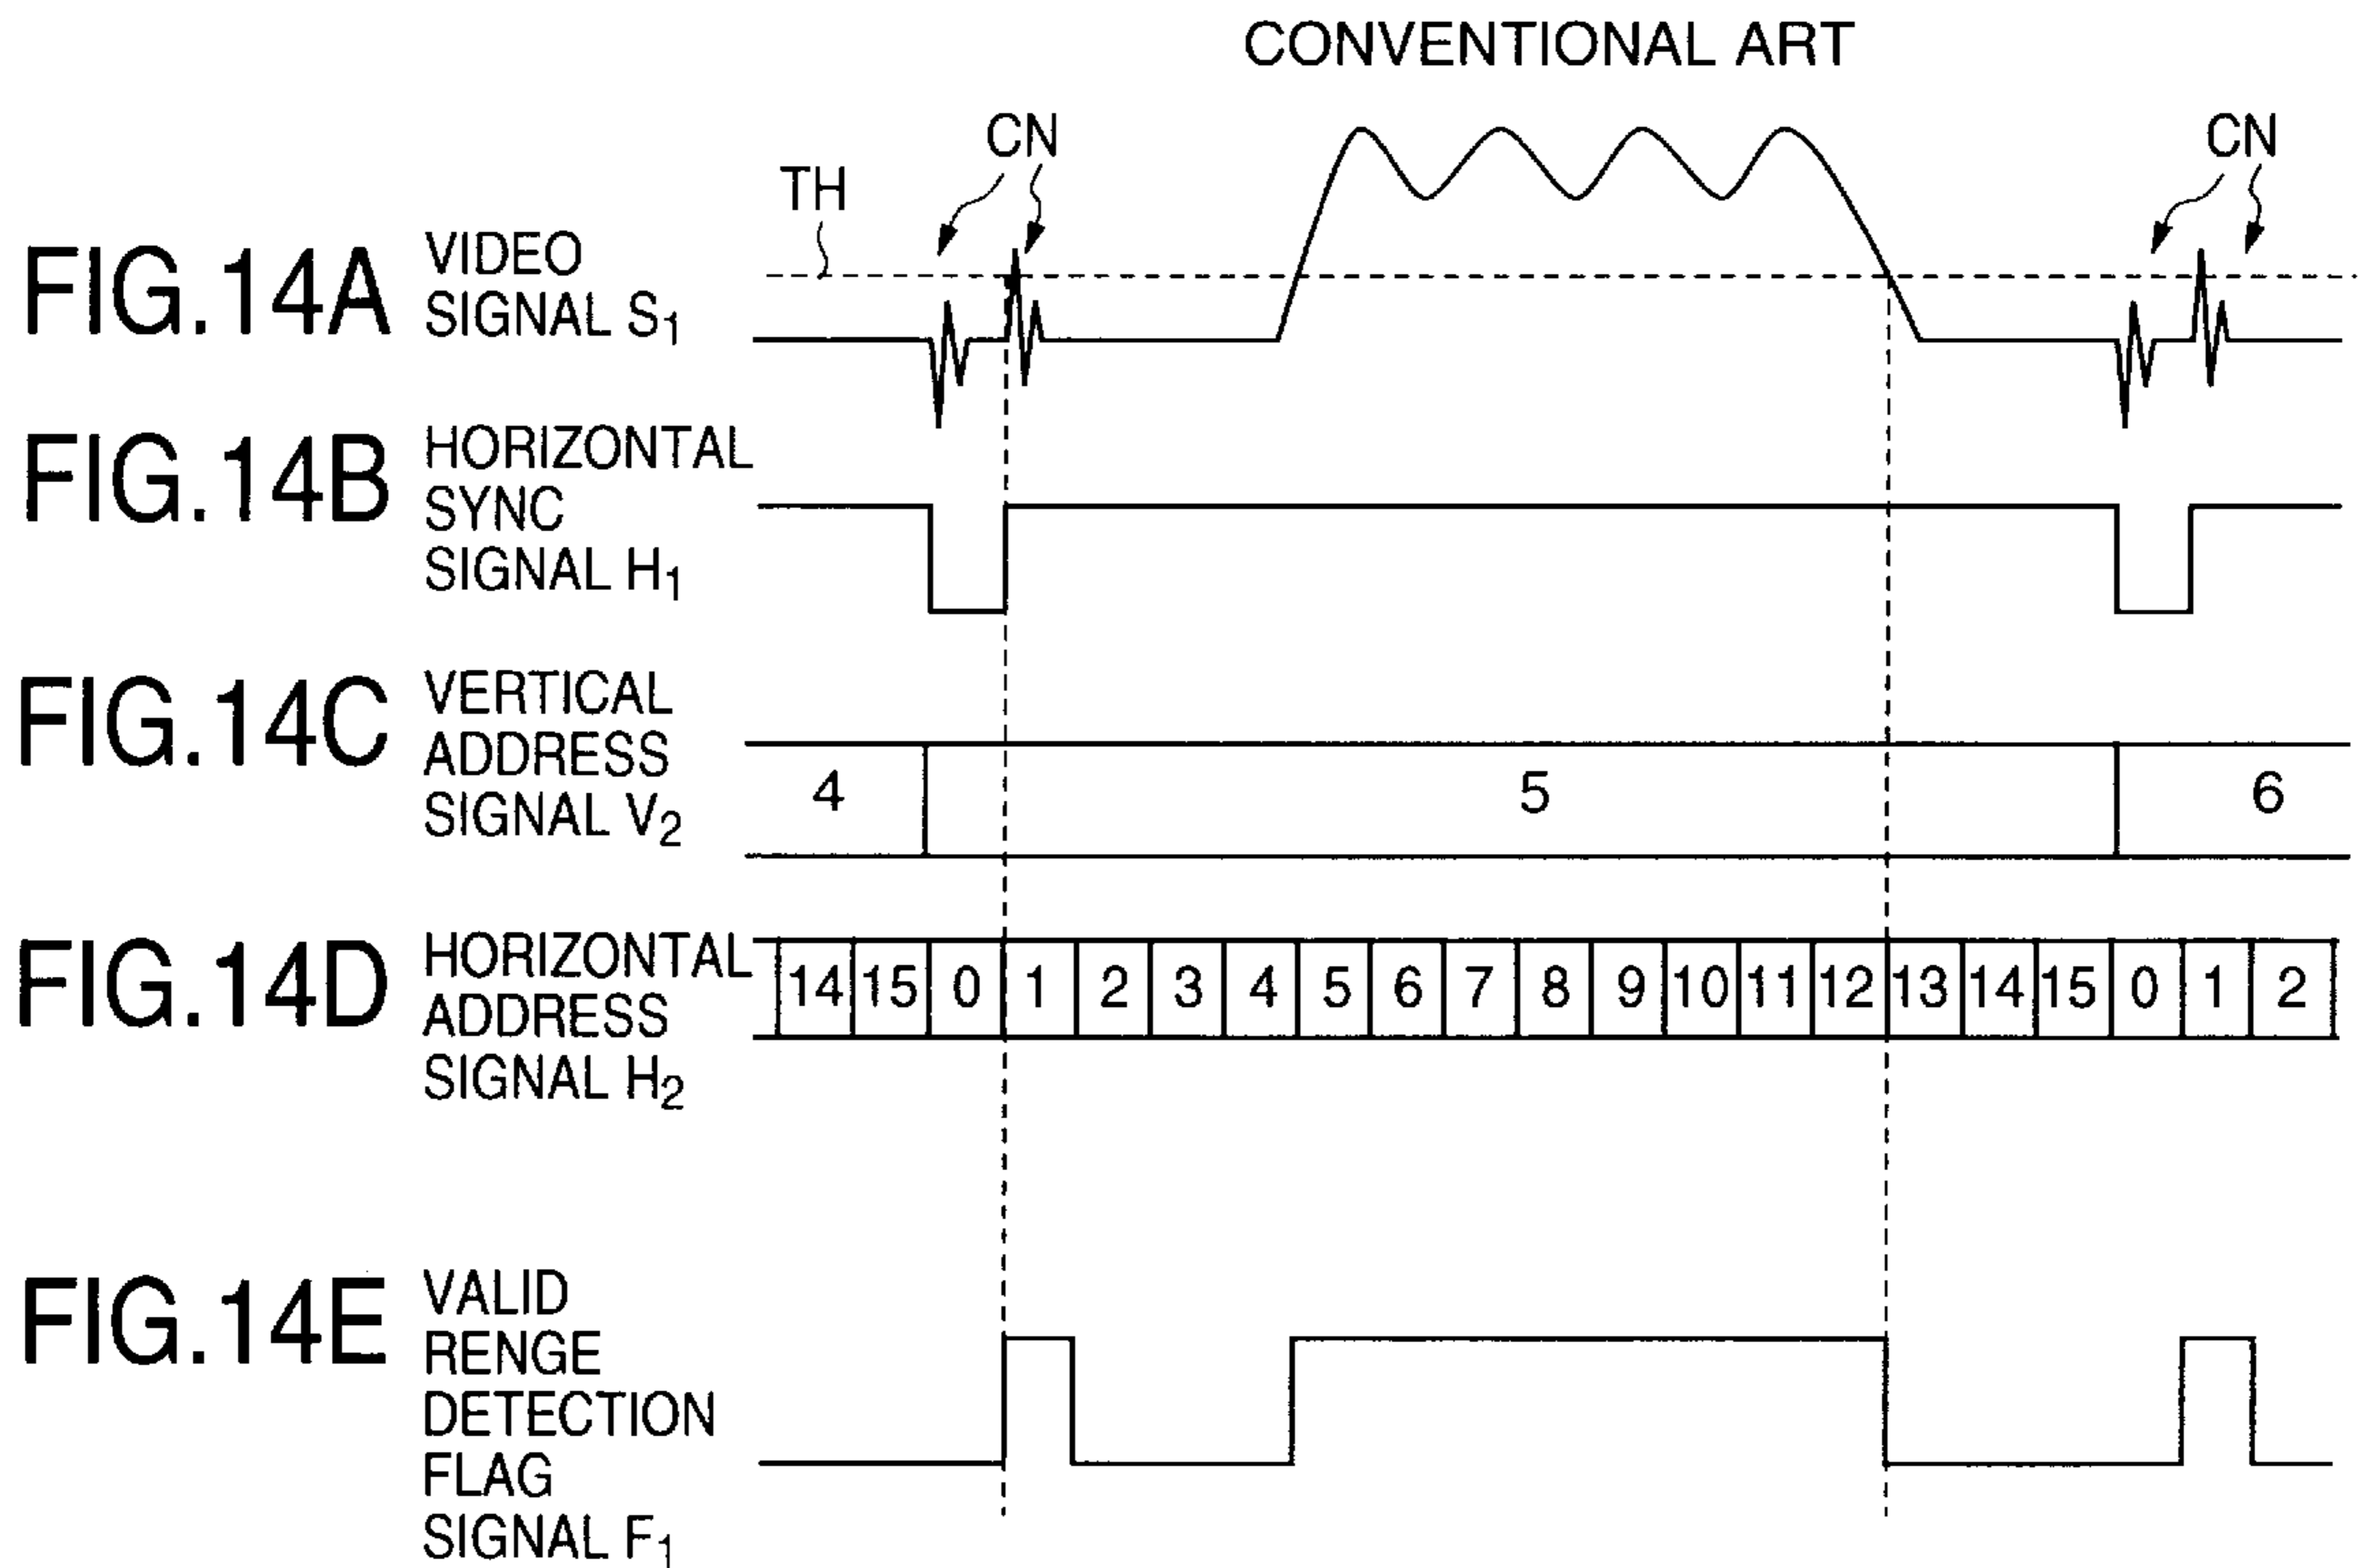 CONVENTIONAL ART
CN
CN
TH
FIG.14A
VIDEO
SIGNAL S1
FIG.14B
HORIZONTAL
SYNC
SIGNAL H1
FIG.14C
VERTICAL
ADDRESS
SIGNAL V2
4
5
6
FIG.14D
HORIZONTAL
ADDRESS
SIGNAL H2
14 15 0 1 2 3 4 5 6 7 8 9 10 11 12 13 14 15 0 1 2
FIG.14E
VALID
RENGE
DETECTION
FLAG
SIGNAL F1